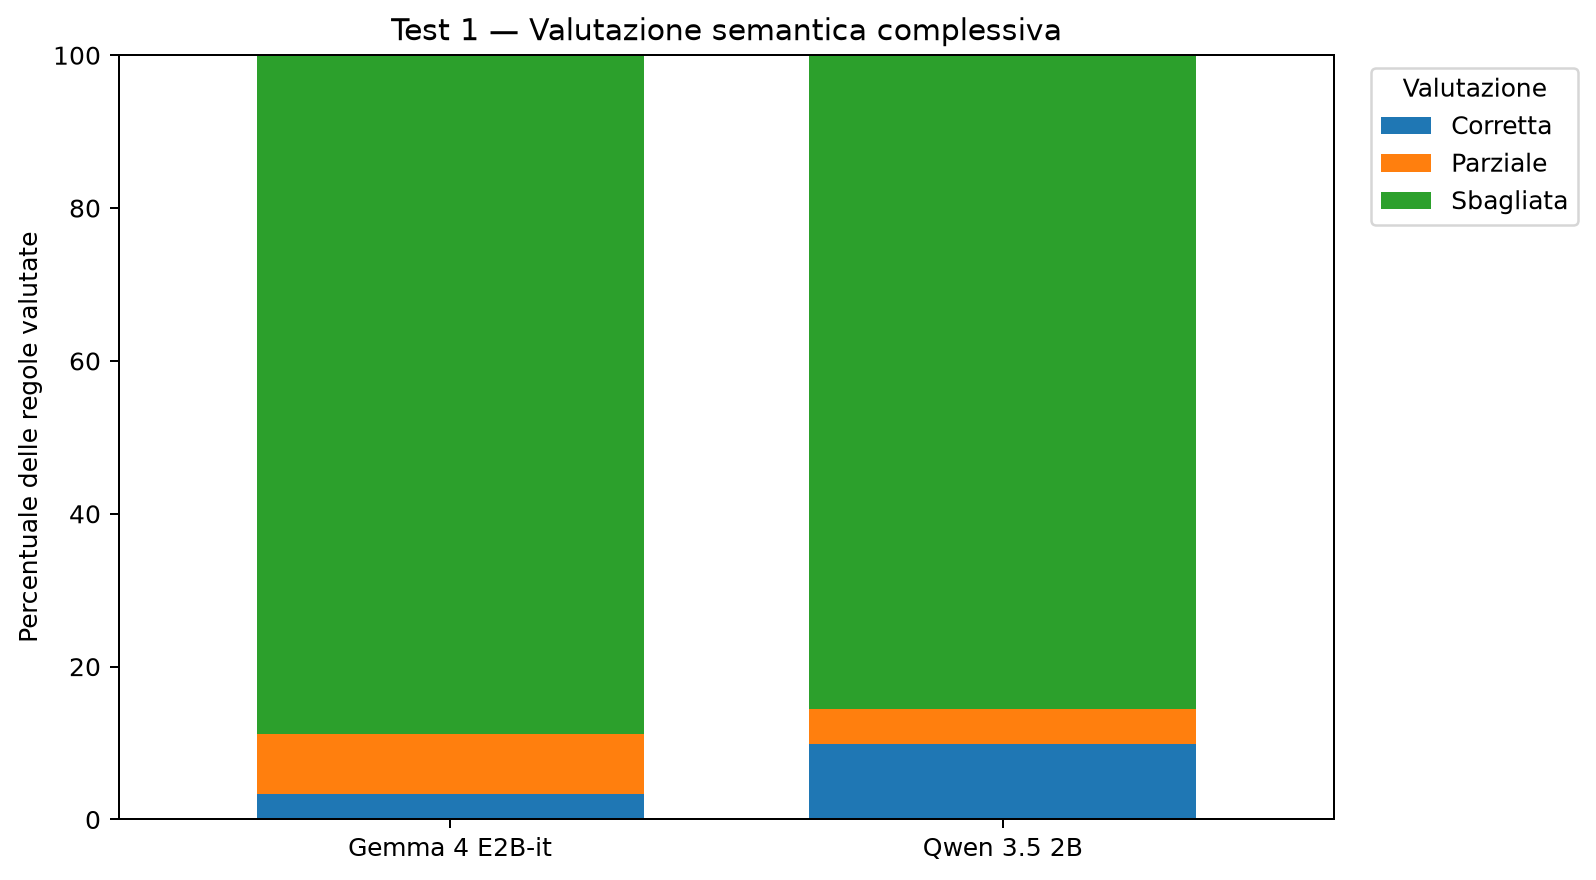 Test 1 — Valutazione semantica complessiva
Percentuale delle regole valutate
100
80
60
40
20
0
Gemma 4 E2B-it
Qwen 3.5 2B
Valutazione
Corretta
Parziale
Sbagliata